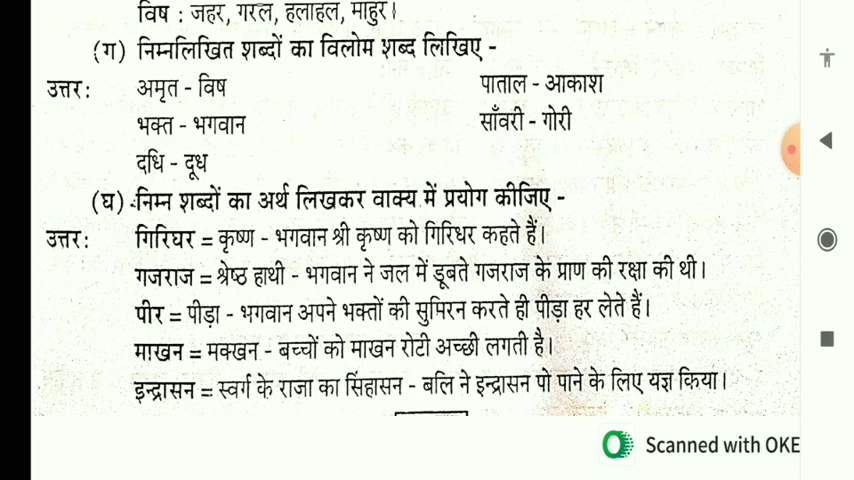 विष : जहर, गरल, हलाहल, माहुर।
(ग) निम्नलिखित शब्दों का विलोम शब्द लिखिए -
उत्तर: अमृत - विष पाताल - आकाश
भक्त - भगवान साँवरी - गोरी
दधि - दूध
(घ) निम्न शब्दों का अर्थ लिखकर वाक्य में प्रयोग कीजिए -
उत्तर: गिरिधर = कृष्ण - भगवान श्री कृष्ण को गिरिधर कहते हैं।
गजराज = श्रेष्ठ हाथी - भगवान ने जल में डूबते गजराज के प्राण की रक्षा की थी।
पीर = पीड़ा - भगवान अपने भक्तों की सुमिरन करते ही पीड़ा हर लेते हैं।
माखन = मक्खन - बच्चों को माखन रोटी अच्छी लगती है।
इन्द्रासन = स्वर्ग के राजा का सिंहासन - बलि ने इन्द्रासन पो पाने के लिए यज्ञ किया।
Scanned with OKE